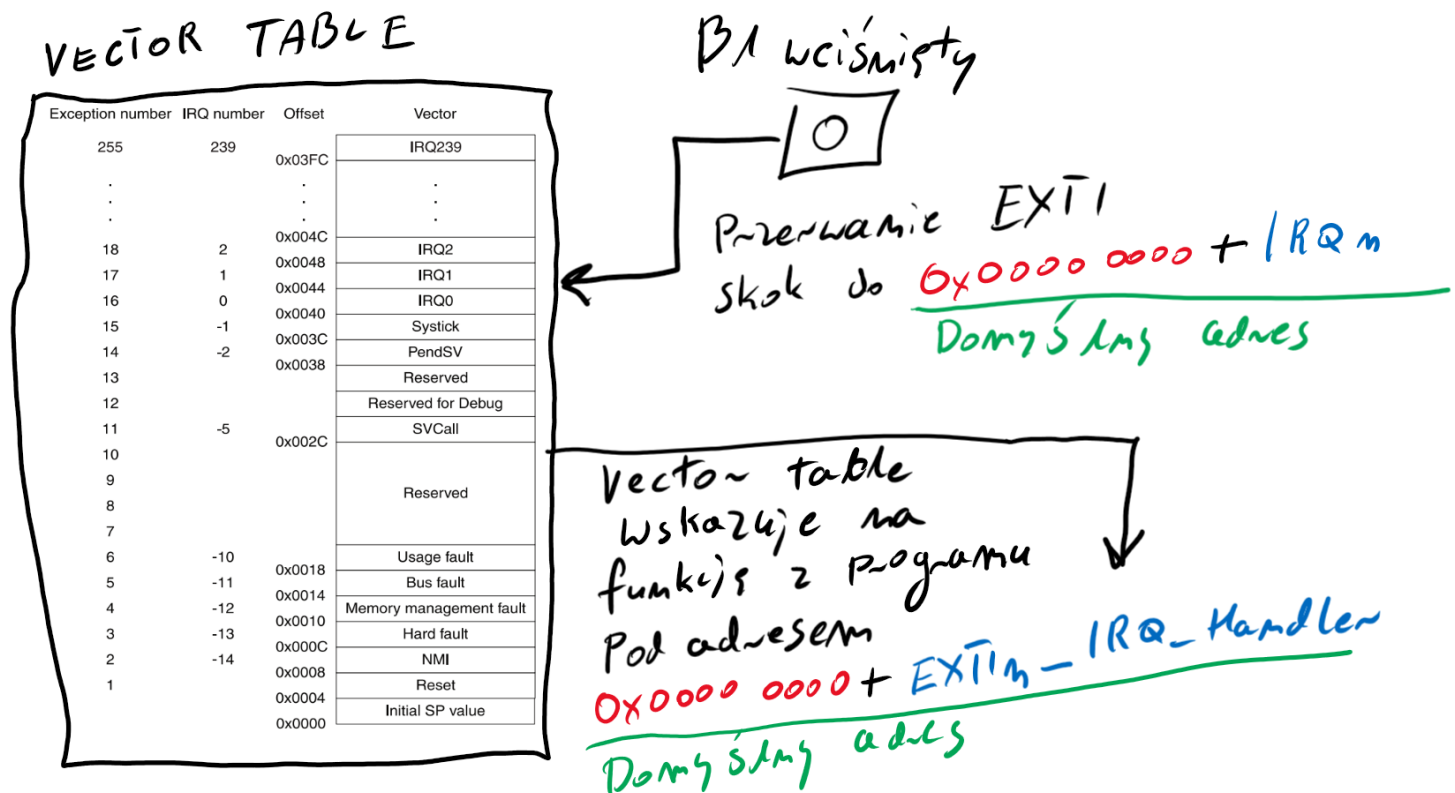 VECTOR TABLE
Exception number IRQ number Offset Vector
255 239 IRQ239
0x03FC
. . .
. . .
. . .
0x004C
18 2 IRQ2
0x0048
17 1 IRQ1
0x0044
16 0 IRQ0
0x0040
15 -1 Systick
0x003C
14 -2 PendSV
0x0038
13 Reserved
12 Reserved for Debug
11 -5 SVCall
0x002C
10
9
Reserved
8
7
6 -10 Usage fault
0x0018
5 -11 Bus fault
0x0014
4 -12 Memory management fault
0x0010
3 -13 Hard fault
0x000C
2 -14 NMI
0x0008
1 Reset
0x0004
Initial SP value
0x0000
B1 wciśnięty
Przerwanie EXTI
skok do 0x0000 0000 + IRQ n
Domyślny adres
Vector table
wskazuje na
funkcję z programu
Pod adresem
0x0000 0000 + EXTIn_IRQ_Handler
Domyślny adres